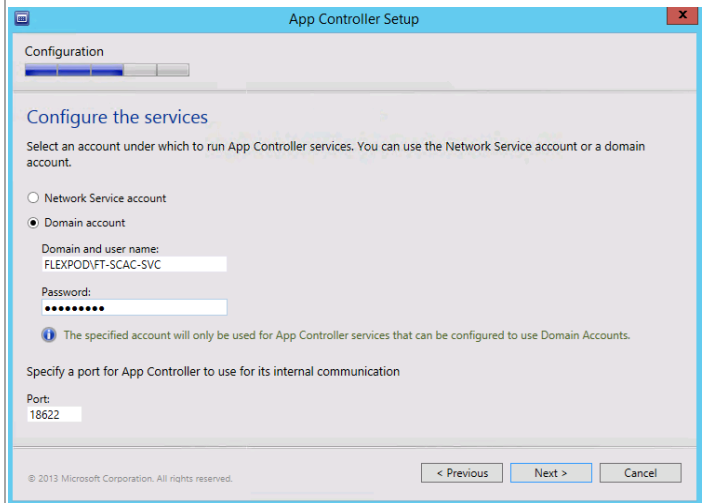 App Controller Setup
x
Configuration
Configure the services
Select an account under which to run App Controller services. You can use the Network Service account or a domain
account.
Network Service account
Domain account
Domain and user name:
FLEXPOD\FT-SCAC-SVC
Password:
●●●●●●●●●
The specified account will only be used for App Controller services that can be configured to use Domain Accounts.
Specify a port for App Controller to use for its internal communication
Port:
18622
© 2013 Microsoft Corporation. All rights reserved.
< Previous
Next >
Cancel